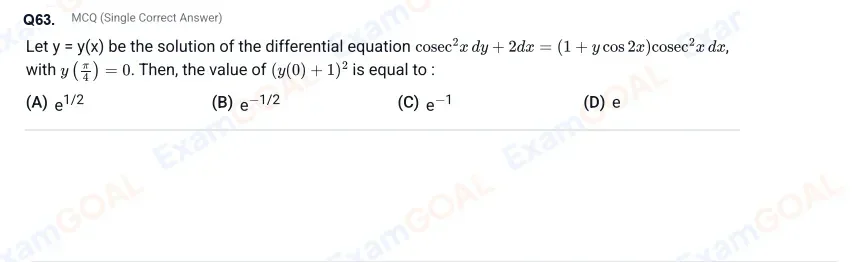 Q63. MCQ (Single Correct Answer)
Let y = y(x) be the solution of the differential equation cosec²x dy + 2dx = (1 + y cos 2x)cosec²x dx,
with y (π/4) = 0. Then, the value of (y(0) + 1)² is equal to :
(A) e^1/2 (B) e^−1/2 (C) e^−1 (D) e
ExamGOAL ExamGOAL
ExamGOAL ExamGOAL ExamGOAL